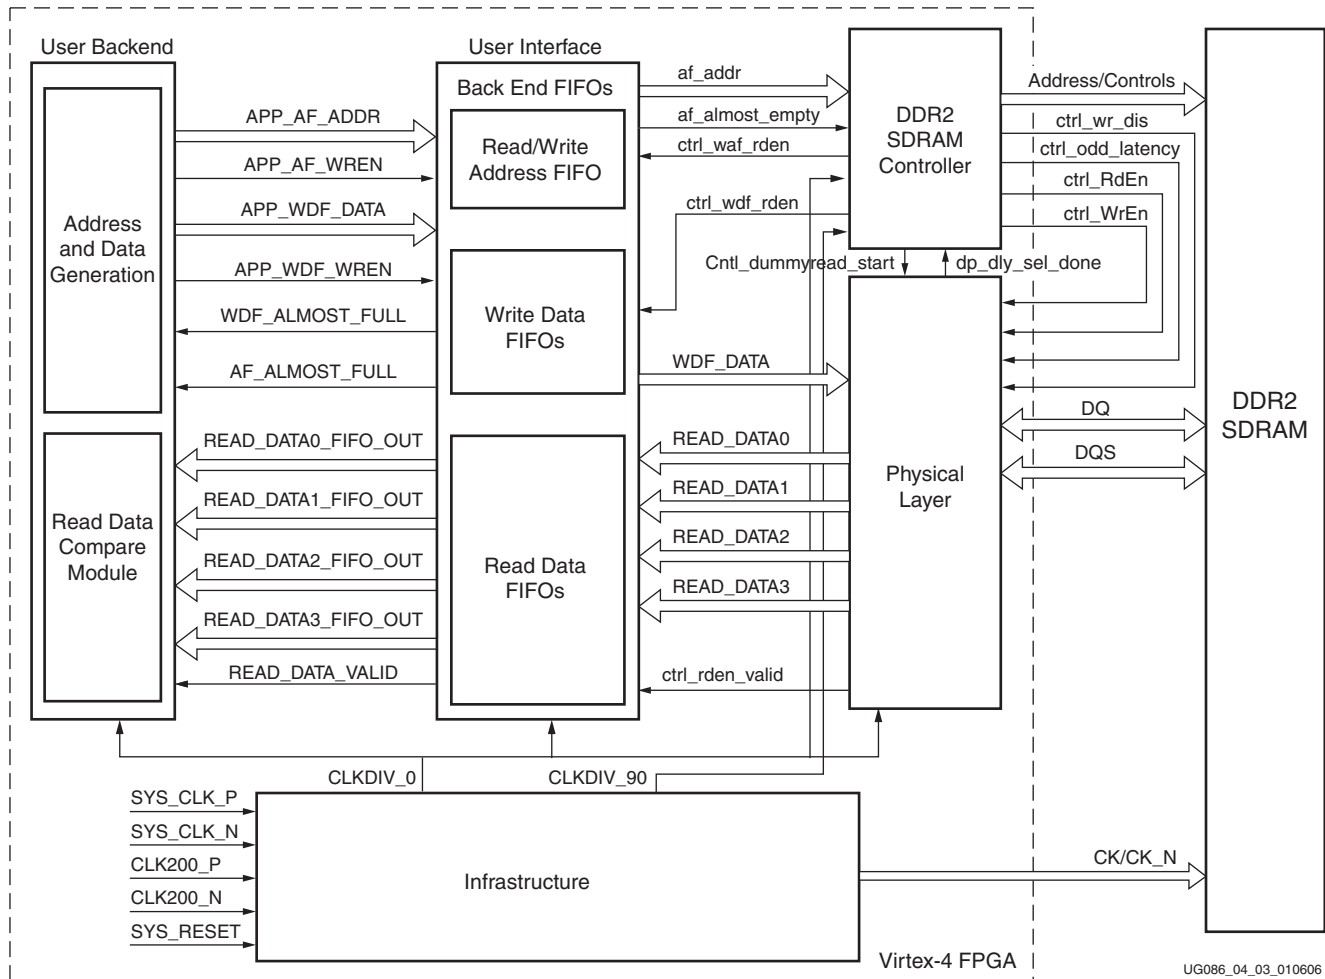 User Backend
User Interface
Back End FIFOs
Address
and Data
Generation
Read Data
Compare
Module
APP_AF_ADDR
APP_AF_WREN
APP_WDF_DATA
APP_WDF_WREN
WDF_ALMOST_FULL
AF_ALMOST_FULL
READ_DATA0_FIFO_OUT
READ_DATA1_FIFO_OUT
READ_DATA2_FIFO_OUT
READ_DATA3_FIFO_OUT
READ_DATA_VALID
Read/Write
Address FIFO
Write Data
FIFOs
Read Data
FIFOs
af_addr
af_almost_empty
ctrl_waf_rden
ctrl_wdf_rden
WDF_DATA
READ_DATA0
READ_DATA1
READ_DATA2
READ_DATA3
ctrl_rden_valid
DDR2
SDRAM
Controller
Cntl_dummyread_start
dp_dly_sel_done
Physical
Layer
Address/Controls
ctrl_wr_dis
ctrl_odd_latency
ctrl_RdEn
ctrl_WrEn
DQ
DQS
DDR2
SDRAM
CLKDIV_0
CLKDIV_90
SYS_CLK_P
SYS_CLK_N
CLK200_P
CLK200_N
SYS_RESET
Infrastructure
CK/CK_N
Virtex-4 FPGA
UG086_04_03_010606